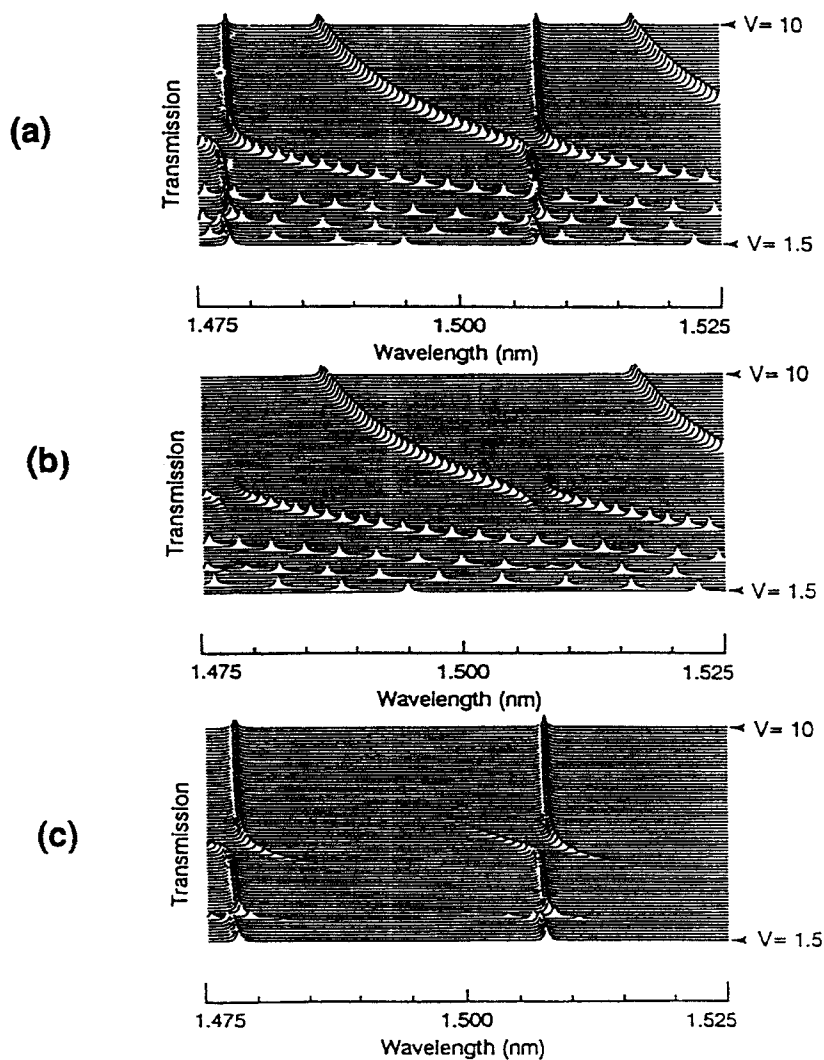 (a)
Transmission
V= 10
V= 1.5
1.475 1.500 1.525
Wavelength (nm)
(b)
Transmission
V= 10
V= 1.5
1.475 1.500 1.525
Wavelength (nm)
(c)
Transmission
V= 10
V= 1.5
1.475 1.500 1.525
Wavelength (nm)